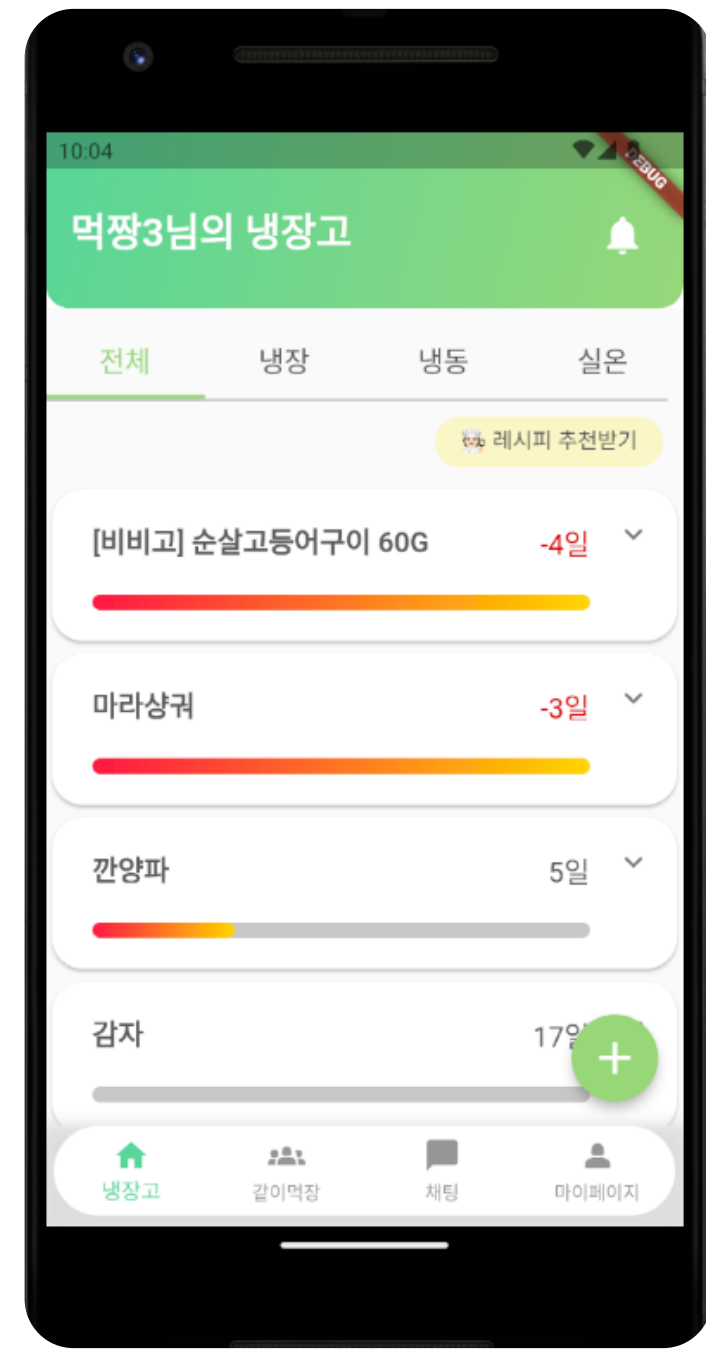 10:04
DEBUG
먹짱3님의 냉장고
전체 냉장 냉동 실온
레시피 추천받기
[비비고] 순살고등어구이 60G -4일
마라샹궈 -3일
깐양파 5일
감자 17일
냉장고 같이먹장 채팅 마이페이지